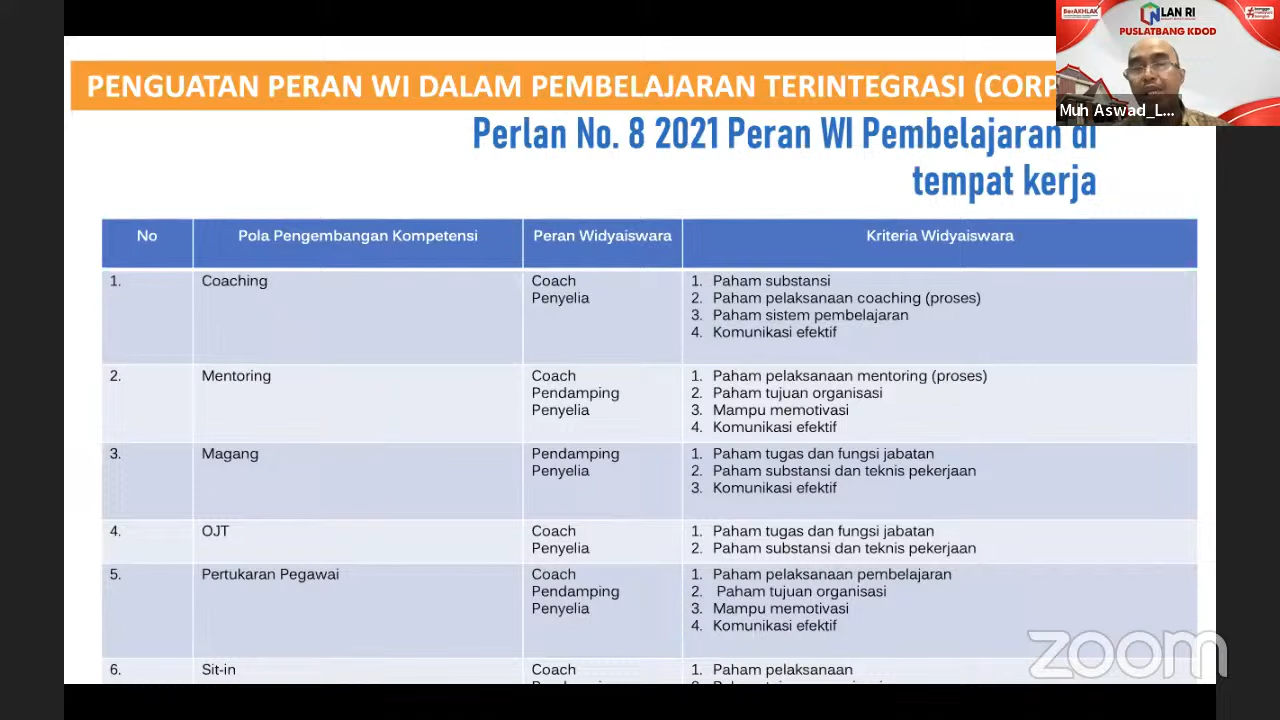 PENGUATAN PERAN WI DALAM PEMBELAJARAN TERINTEGRASI (CORP
Perlan No. 8 2021 Peran WI Pembelajaran di
tempat kerja
BerAKHLAK
LAN RI
PUSLATBANG KDOD
Muh Aswad_L...
No Pola Pengembangan Kompetensi Peran Widyaiswara Kriteria Widyaiswara
1. Coaching Coach 1. Paham substansi
Penyelia 2. Paham pelaksanaan coaching (proses)
3. Paham sistem pembelajaran
4. Komunikasi efektif
2. Mentoring Coach 1. Paham pelaksanaan mentoring (proses)
Pendamping 2. Paham tujuan organisasi
Penyelia 3. Mampu memotivasi
4. Komunikasi efektif
3. Magang Pendamping 1. Paham tugas dan fungsi jabatan
Penyelia 2. Paham substansi dan teknis pekerjaan
3. Komunikasi efektif
4. OJT Coach 1. Paham tugas dan fungsi jabatan
Penyelia 2. Paham substansi dan teknis pekerjaan
5. Pertukaran Pegawai Coach 1. Paham pelaksanaan pembelajaran
Pendamping 2. Paham tujuan organisasi
Penyelia 3. Mampu memotivasi
4. Komunikasi efektif
6. Sit-in Coach 1. Paham pelaksanaan
zoom